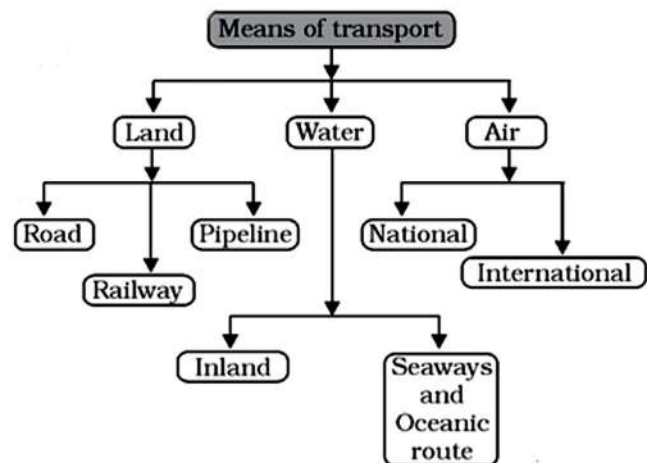 Means of transport
Land
Water
Air
Road
Pipeline
National
Railway
International
Inland
Seaways
and
Oceanic
route